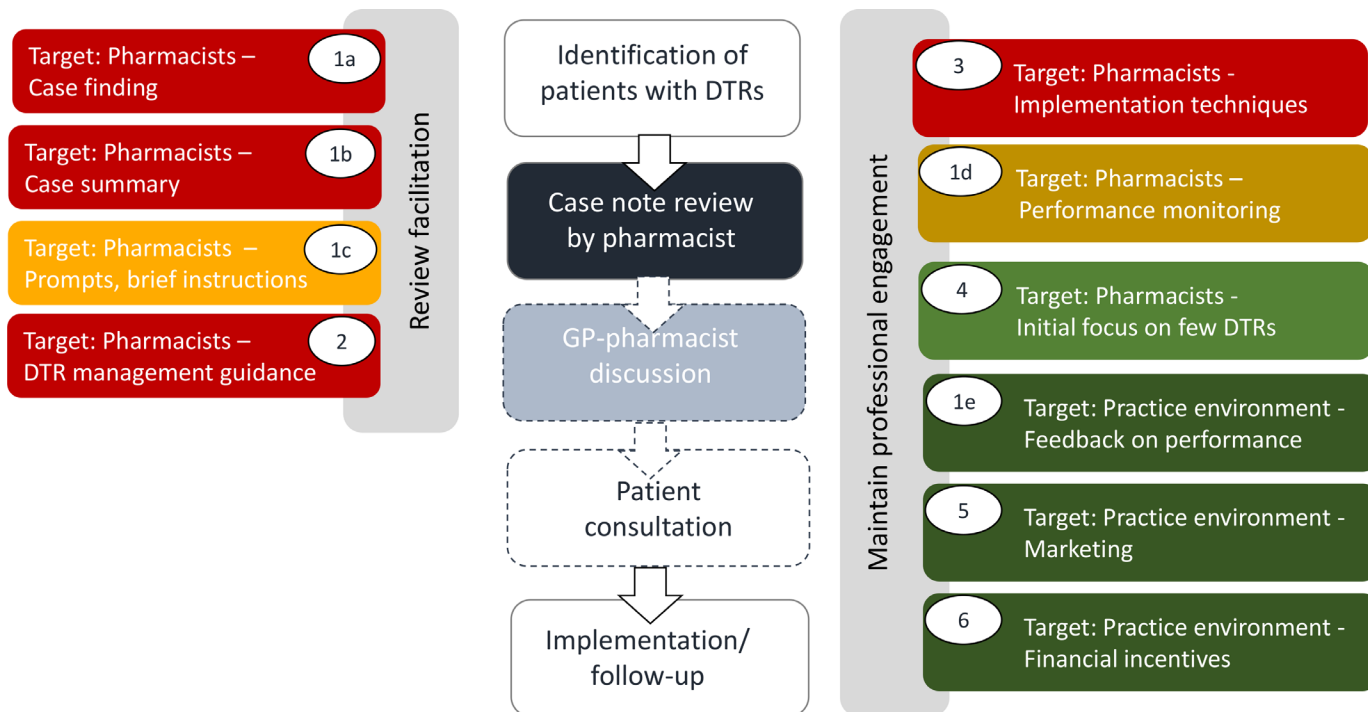 Target: Pharmacists –
Case finding
1a
Target: Pharmacists –
Case summary
1b
Target: Pharmacists –
Prompts, brief instructions
1c
Target: Pharmacists –
DTR management guidance
2
Review facilitation
Identification of
patients with DTRs
Case note review
by pharmacist
GP-pharmacist
discussion
Patient
consultation
Implementation/
follow-up
Maintain professional engagement
3
Target: Pharmacists -
Implementation techniques
1d
Target: Pharmacists –
Performance monitoring
4
Target: Pharmacists -
Initial focus on few DTRs
1e
Target: Practice environment -
Feedback on performance
5
Target: Practice environment -
Marketing
6
Target: Practice environment -
Financial incentives